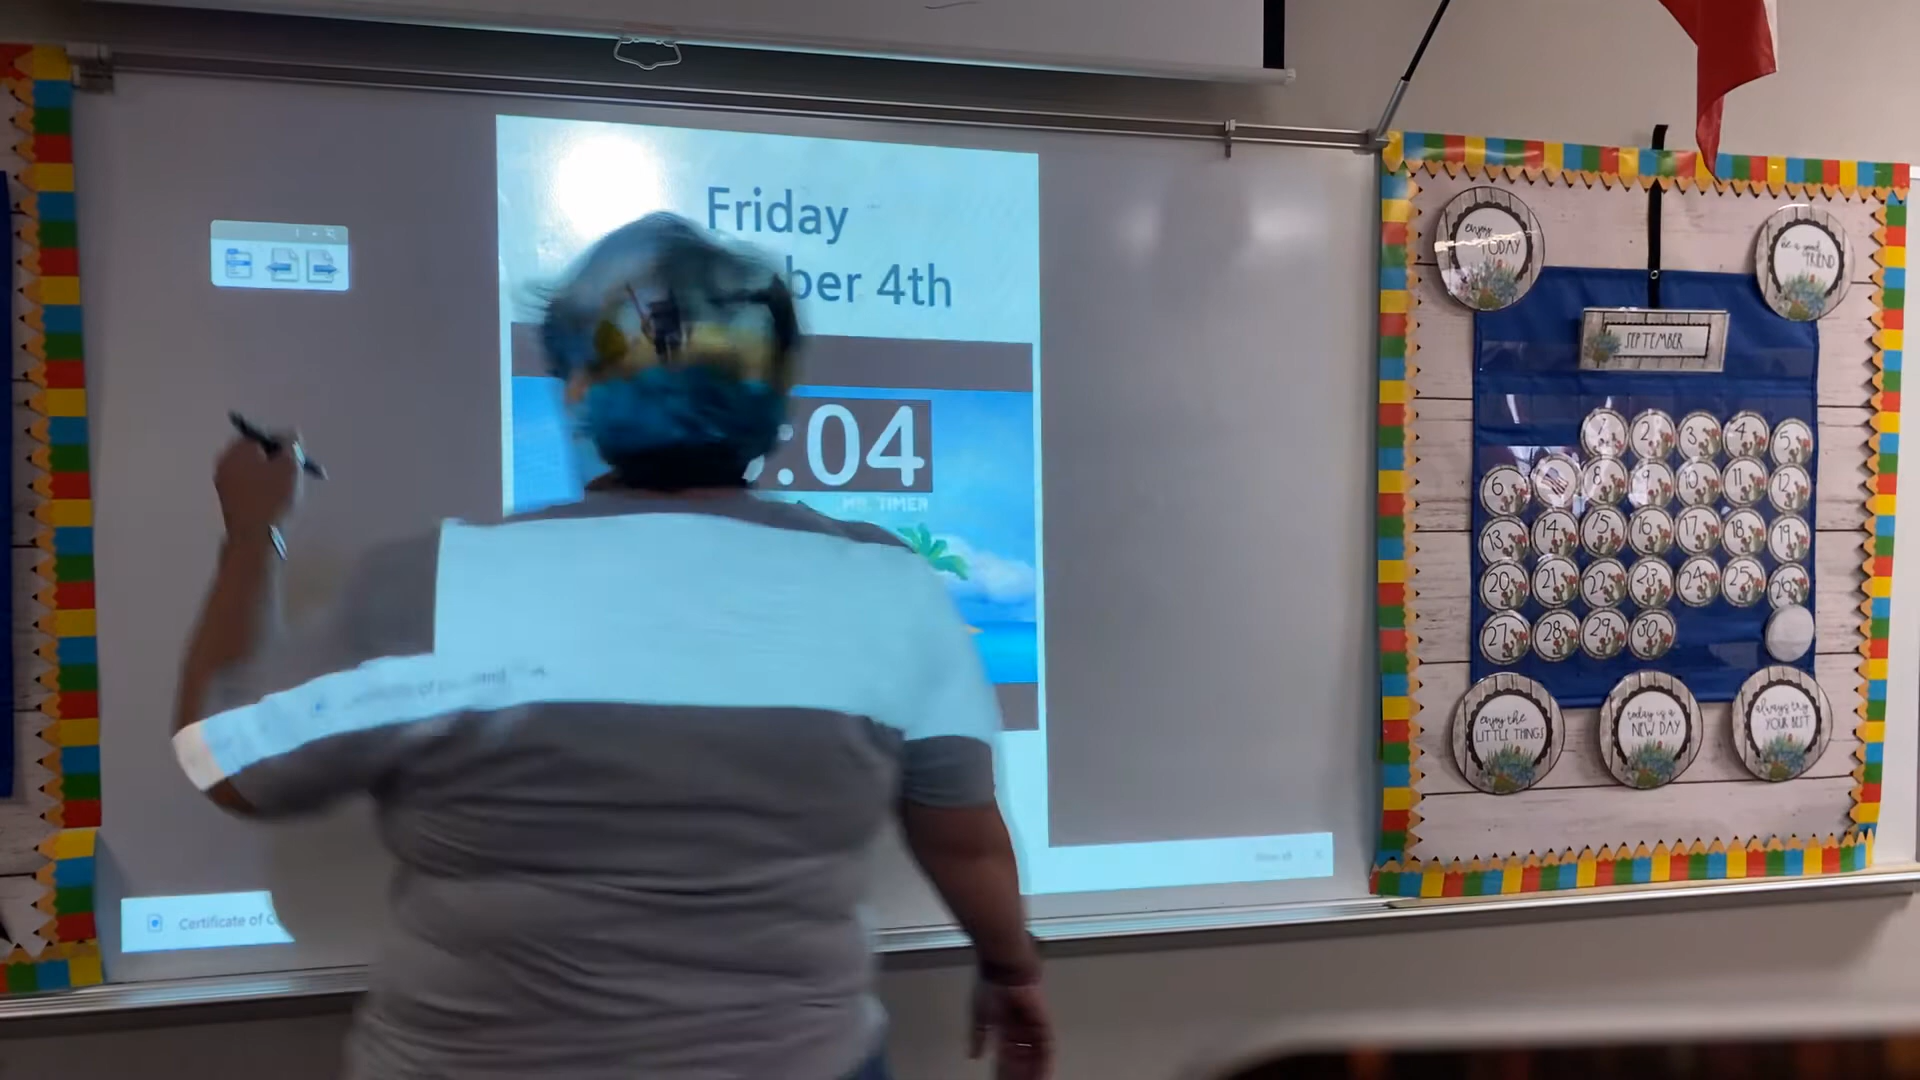 Friday
ber 4th
:04
MR. TIMER
Certificate of C
enjoy
TODAY
be a good
FRIEND
SEPTEMBER
1 2 3 4 5
6 8 9 10 11 12
13 14 15 16 17 18 19
20 21 22 23 24 25 26
27 28 29 30
enjoy the
LITTLE THINGS
today is a
NEW DAY
always try
YOUR BEST